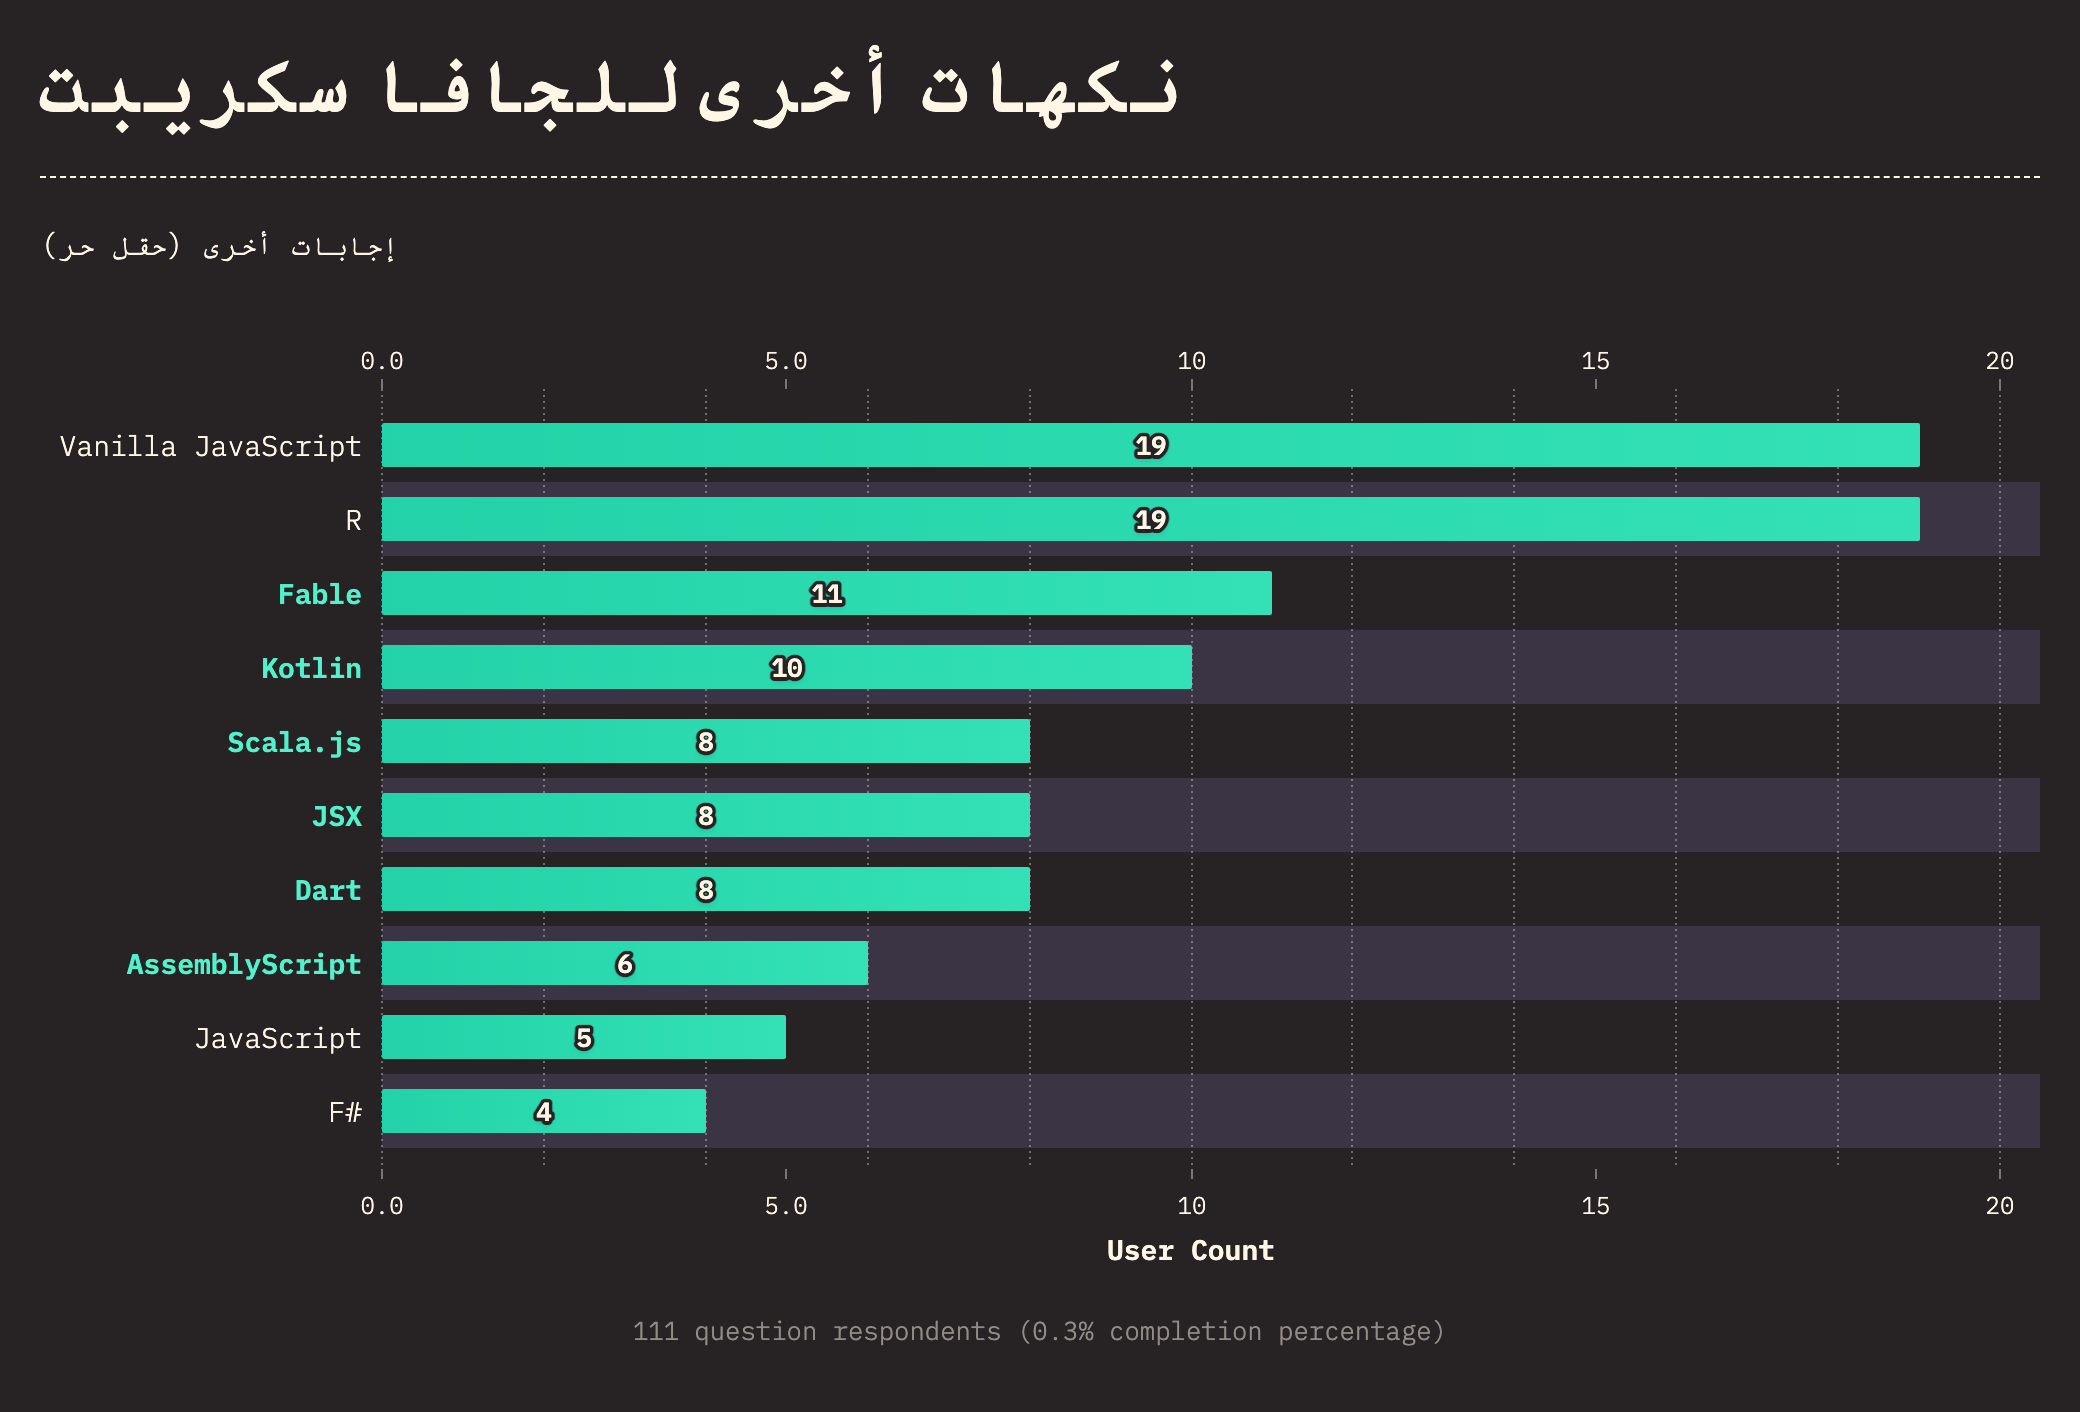 نكهات أخرى للجافا سكريبت
إجابات أخرى (حقل حر)
0.0 5.0 10 15 20
Vanilla JavaScript 19
R 19
Fable 11
Kotlin 10
Scala.js 8
JSX 8
Dart 8
AssemblyScript 6
JavaScript 5
F# 4
0.0 5.0 10 15 20
User Count
111 question respondents (0.3% completion percentage)